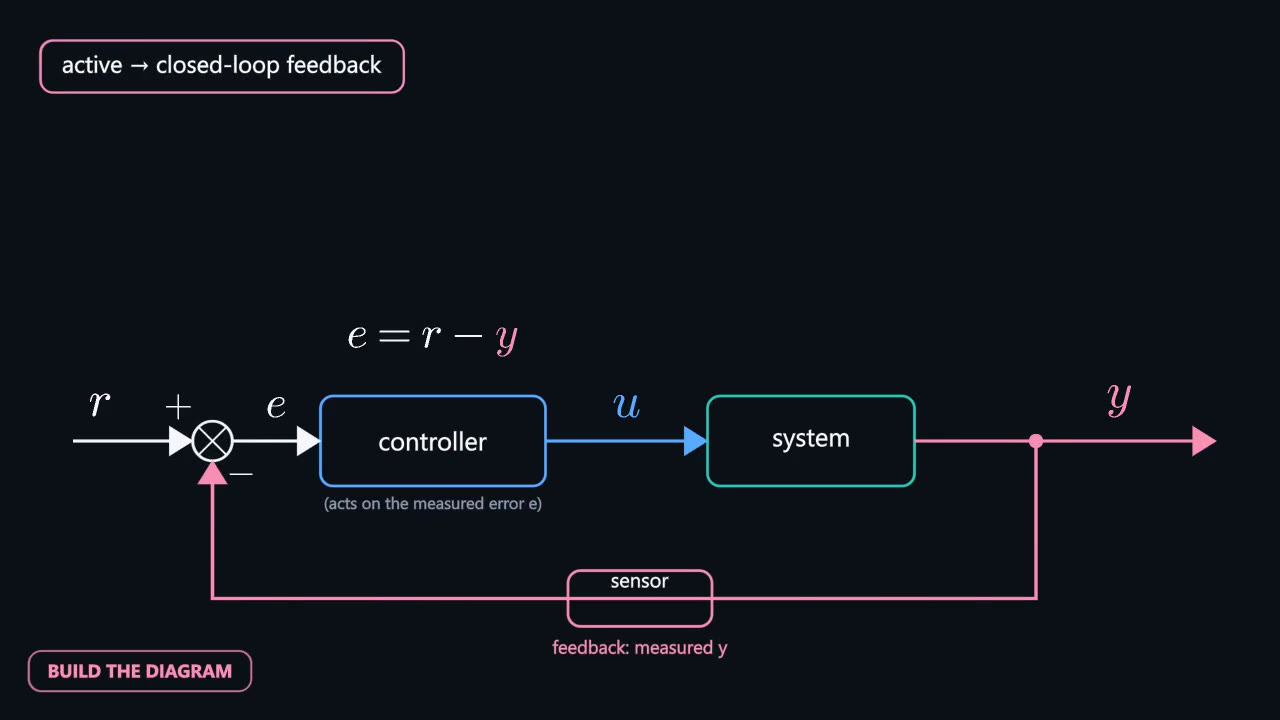 active → closed-loop feedback
e = r − y
r + e u y
controller
system
−
(acts on the measured error e)
sensor
feedback: measured y
BUILD THE DIAGRAM